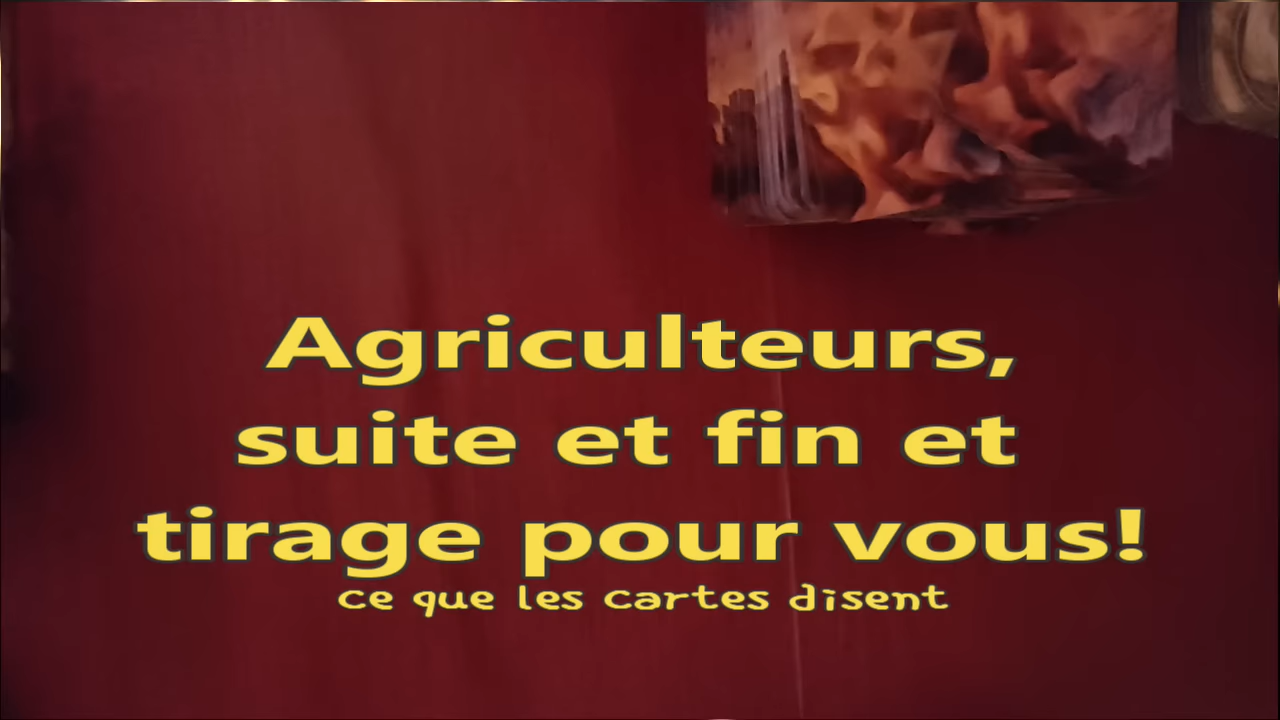 Agriculteurs,
suite et fin et
tirage pour vous!
ce que les cartes disent